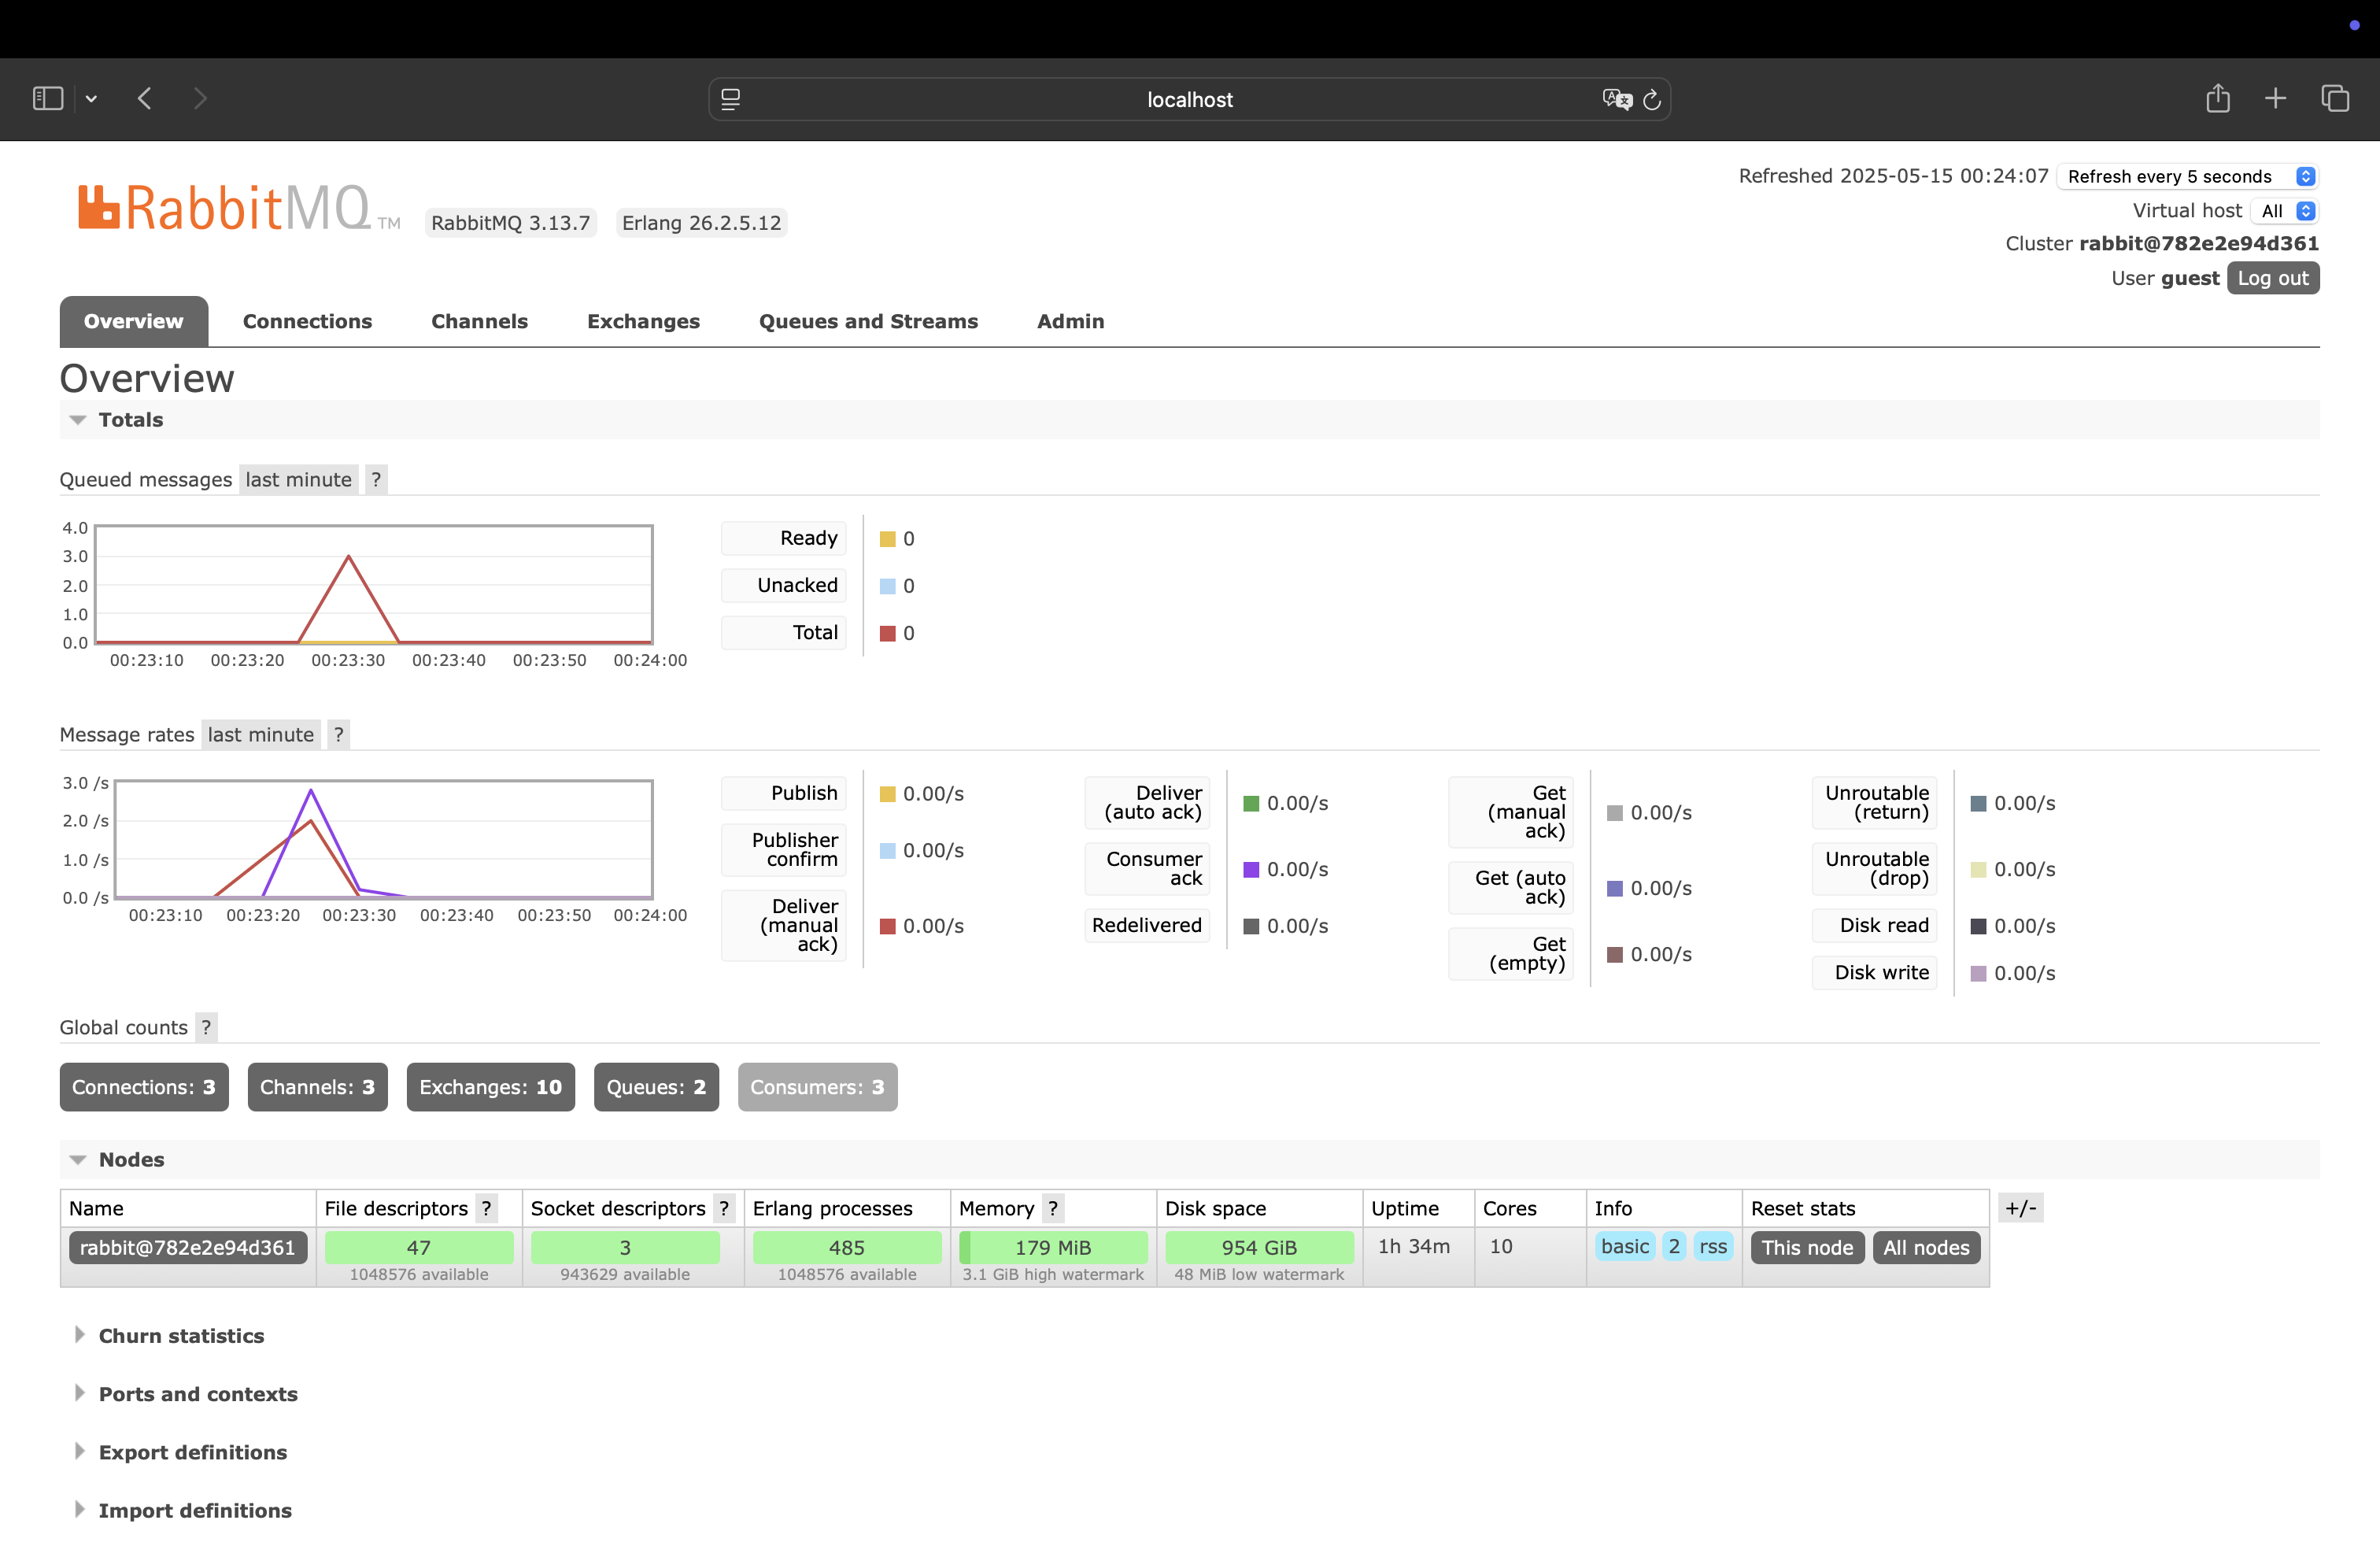 localhost
RabbitMQ TM RabbitMQ 3.13.7 Erlang 26.2.5.12
Refreshed 2025-05-15 00:24:07 Refresh every 5 seconds
Virtual host All
Cluster rabbit@782e2e94d361
User guest Log out
Overview Connections Channels Exchanges Queues and Streams Admin
Overview
Totals
Queued messages last minute ?
4.0
3.0
2.0
1.0
0.0
00:23:10 00:23:20 00:23:30 00:23:40 00:23:50 00:24:00
Ready 0
Unacked 0
Total 0
Message rates last minute ?
3.0 /s
2.0 /s
1.0 /s
0.0 /s
00:23:10 00:23:20 00:23:30 00:23:40 00:23:50 00:24:00
Publish 0.00/s
Publisher
confirm 0.00/s
Deliver
(manual 0.00/s
ack)
Deliver
(auto ack) 0.00/s
Consumer
ack 0.00/s
Redelivered 0.00/s
Get
(manual 0.00/s
ack)
Get (auto
ack) 0.00/s
Get
(empty) 0.00/s
Unroutable
(return) 0.00/s
Unroutable
(drop) 0.00/s
Disk read 0.00/s
Disk write 0.00/s
Global counts ?
Connections: 3 Channels: 3 Exchanges: 10 Queues: 2 Consumers: 3
Nodes
Name File descriptors ? Socket descriptors ? Erlang processes Memory ? Disk space Uptime Cores Info Reset stats +/-
rabbit@782e2e94d361 47 3 485 179 MiB 954 GiB 1h 34m 10 basic 2 rss This node All nodes
1048576 available 943629 available 1048576 available 3.1 GiB high watermark 48 MiB low watermark
Churn statistics
Ports and contexts
Export definitions
Import definitions